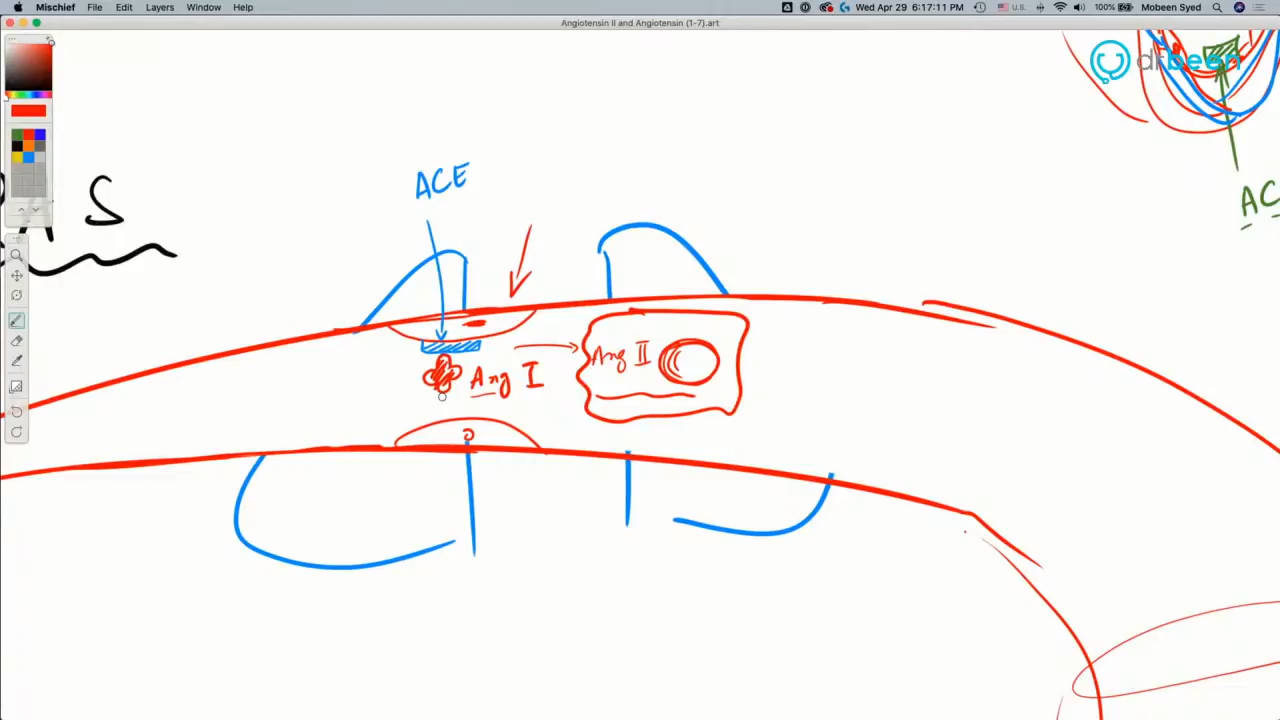 Mischief File Edit Layers Window Help
U.S. 100% Wed Apr 29 6:17:11 PM Mobeen Syed
Angiotensin II and Angiotensin (1-7).art
drbeen
A S
ACE
AC
Ang II
Ang I